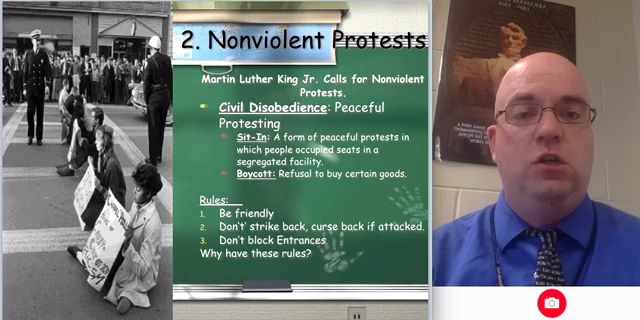 2. Nonviolent Protests
Martin Luther King Jr. Calls for Nonviolent
Protests.
Civil Disobedience: Peaceful
Protesting
Sit-In: A form of peaceful protests in
which people occupied seats in a
segregated facility.
Boycott: Refusal to buy certain goods.
Rules:
1. Be friendly
2. Don't' strike back, curse back if attacked.
3. Don't block Entrances
Why have these rules?
ABRAHAM